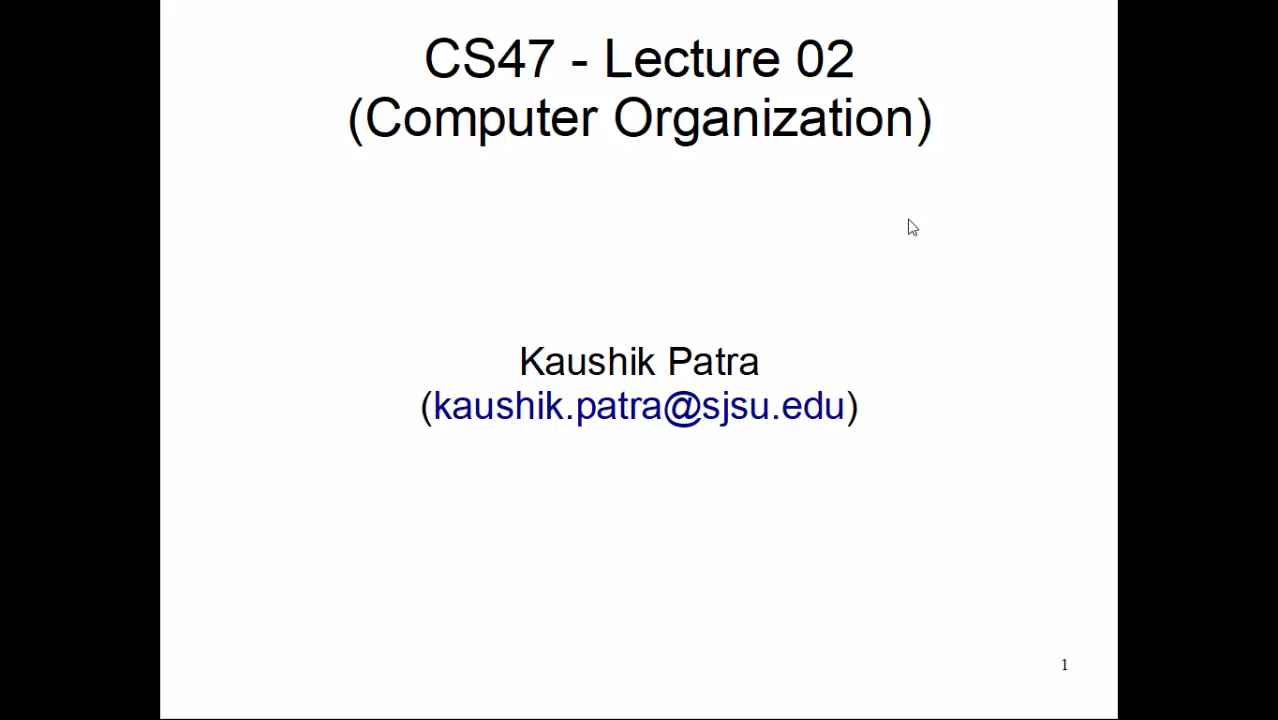 CS47 - Lecture 02
(Computer Organization)
Kaushik Patra
(kaushik.patra@sjsu.edu)
1